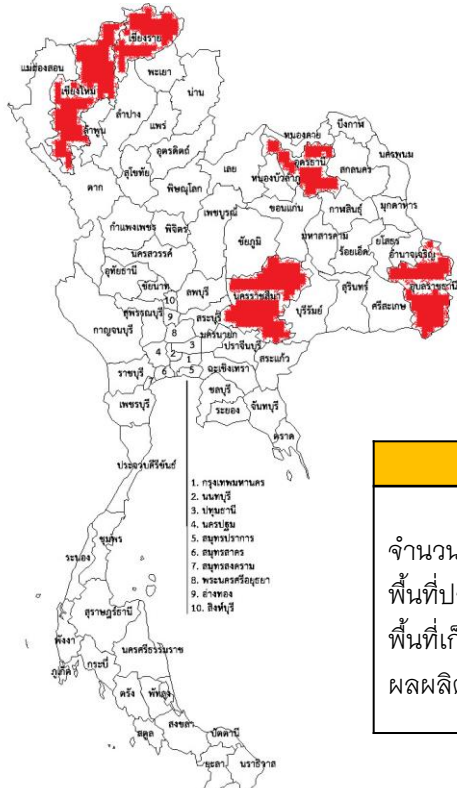 เชียงราย
แม่ฮ่องสอน
พะเยา
เชียงใหม่
น่าน
ลำปาง
ลำพูน
แพร่
อุตรดิตถ์
สุโขทัย
ตาก
พิษณุโลก
กำแพงเพชร
พิจิตร
เพชรบูรณ์
นครสวรรค์
อุทัยธานี
ชัยนาท
ลพบุรี
10
สุพรรณบุรี
9
สระบุรี
8
นครนายก
กาญจนบุรี
3
ปราจีนบุรี
4
2
1
ราชบุรี
6
5
ฉะเชิงเทรา
สระแก้ว
ชลบุรี
เพชรบุรี
ระยอง
จันทบุรี
ตราด
ประจวบคีรีขันธ์
บึงกาฬ
หนองคาย
เลย
อุดรธานี
หนองบัวลำภู
สกลนคร
นครพนม
ขอนแก่น
กาฬสินธุ์
มุกดาหาร
ชัยภูมิ
มหาสารคาม
ร้อยเอ็ด
ยโสธร
อำนาจเจริญ
นครราชสีมา
บุรีรัมย์
สุรินทร์
ศรีสะเกษ
อุบลราชธานี
1. กรุงเทพมหานคร
2. นนทบุรี
3. ปทุมธานี
4. นครปฐม
5. สมุทรปราการ
6. สมุทรสาคร
7. สมุทรสงคราม
8. พระนครศรีอยุธยา
9. อ่างทอง
10. สิงห์บุรี
ชุมพร
ระนอง
สุราษฎร์ธานี
พังงา
ภูเก็ต
กระบี่
นครศรีธรรมราช
ตรัง
พัทลุง
สตูล
สงขลา
ปัตตานี
ยะลา
นราธิวาส
จำนวน
พื้นที่ป
พื้นที่เก็
ผลผลิต